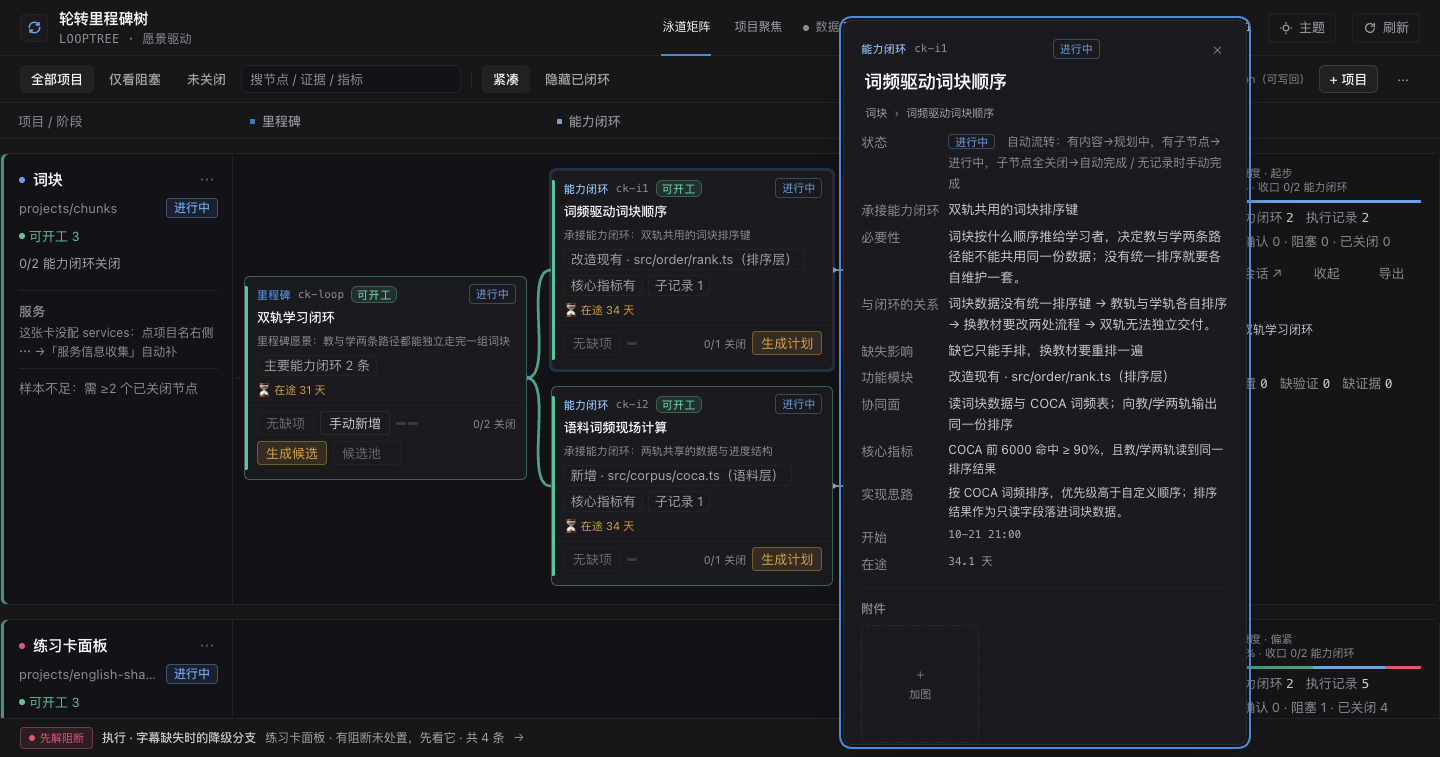 轮转里程碑树
LOOPTREE · 愿景驱动
泳道矩阵
项目聚焦
数据
主题
刷新
全部项目
仅看阻塞
未关闭
搜节点 / 证据 / 指标
紧凑
隐藏已闭环
(可写回)
+ 项目
···
项目 / 阶段
里程碑
能力闭环
词块
···
projects/chunks
进行中
可开工 3
0/2 能力闭环关闭
服务
这张卡没配 services：点项目名右侧
··· →「服务信息收集」自动补
样本不足：需 ≥2 个已关闭节点
里程碑 ck-loop 可开工 进行中
双轨学习闭环
里程碑愿景：教与学两条路径都能独立走完一组词块
主要能力闭环 2 条
⏳ 在途 31 天
无缺项
手动新增
0/2 关闭
生成候选
候选池
能力闭环 ck-i1 可开工 进行中
词频驱动词块顺序
承接能力闭环：双轨共用的词块排序键
改造现有 · src/order/rank.ts（排序层）
核心指标有
子记录 1
⏳ 在途 34 天
无缺项
0/1 关闭
生成计划
能力闭环 ck-i2 可开工 进行中
语料词频现场计算
承接能力闭环：两轨共享的数据与进度结构
新增 · src/corpus/coca.ts（语料层）
核心指标有
子记录 1
⏳ 在途 34 天
无缺项
0/1 关闭
生成计划
能力闭环 ck-i1 进行中 ×
词频驱动词块顺序
词块 › 词频驱动词块顺序
状态
进行中 自动流转：有内容→规划中，有子节点→
进行中，子节点全关闭→自动完成 / 无记录时手动完
成
承接能力闭环 双轨共用的词块排序键
必要性
词块按什么顺序推给学习者，决定教与学两条路
径能不能共用同一份数据；没有统一排序就要各
自维护一套。
与闭环的关系
词块数据没有统一排序键 → 教轨与学轨各自排序
→ 换教材要改两处流程 → 双轨无法独立交付。
缺失影响
缺它只能手排，换教材要重排一遍
功能模块
改造现有 · src/order/rank.ts（排序层）
协同面
读词块数据与 COCA 词频表；向教/学两轨输出
同一份排序
核心指标
COCA 前 6000 命中 ≥ 90%，且教/学两轨读到同一
排序结果
实现思路
按 COCA 词频排序，优先级高于自定义顺序；排序
结果作为只读字段落进词块数据。
开始
10-21 21:00
在途
34.1 天
附件
+
加图
度 · 起步
· 收口 0/2 能力闭环
闭环 2 执行记录 2
确认 0 · 阻塞 0 · 已关闭 0
会话 ↗
收起
导出
双轨学习闭环
0 缺验证 0 缺证据 0
练习卡面板
···
projects/english-sha...
进行中
可开工 3
度 · 偏紧
% · 收口 0/2 能力闭环
闭环 2 执行记录 5
确认 0 · 阻塞 1 · 已关闭 4
先解阻断
执行 · 字幕缺失时的降级分支
练习卡面板 · 有阻断未处置，先看它 · 共 4 条 →